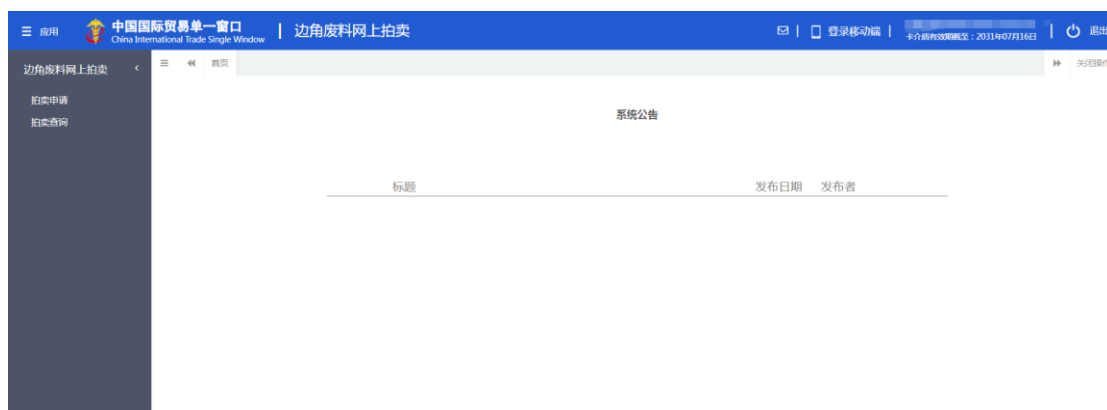 应用
中国国际贸易单一窗口
China International Trade Single Window
边角废料网上拍卖
登录移动端
卡介质有效期截至：2031年07月16日
退出
边角废料网上拍卖
首页
关闭操作
拍卖申请
拍卖查询
系统公告
标题 发布日期 发布者